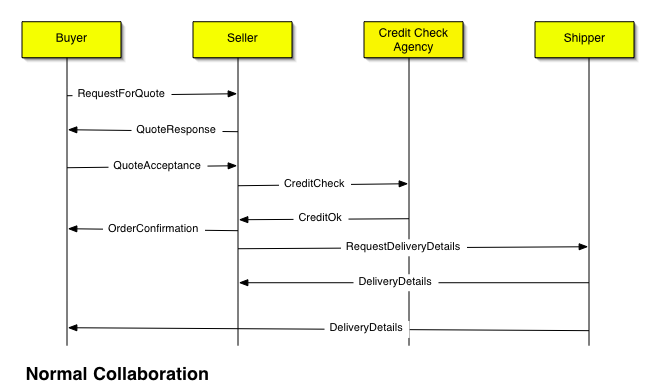 Buyer
Seller
Credit Check
Agency
Shipper
RequestForQuote
QuoteResponse
QuoteAcceptance
CreditCheck
CreditOk
OrderConfirmation
RequestDeliveryDetails
DeliveryDetails
DeliveryDetails
Normal Collaboration